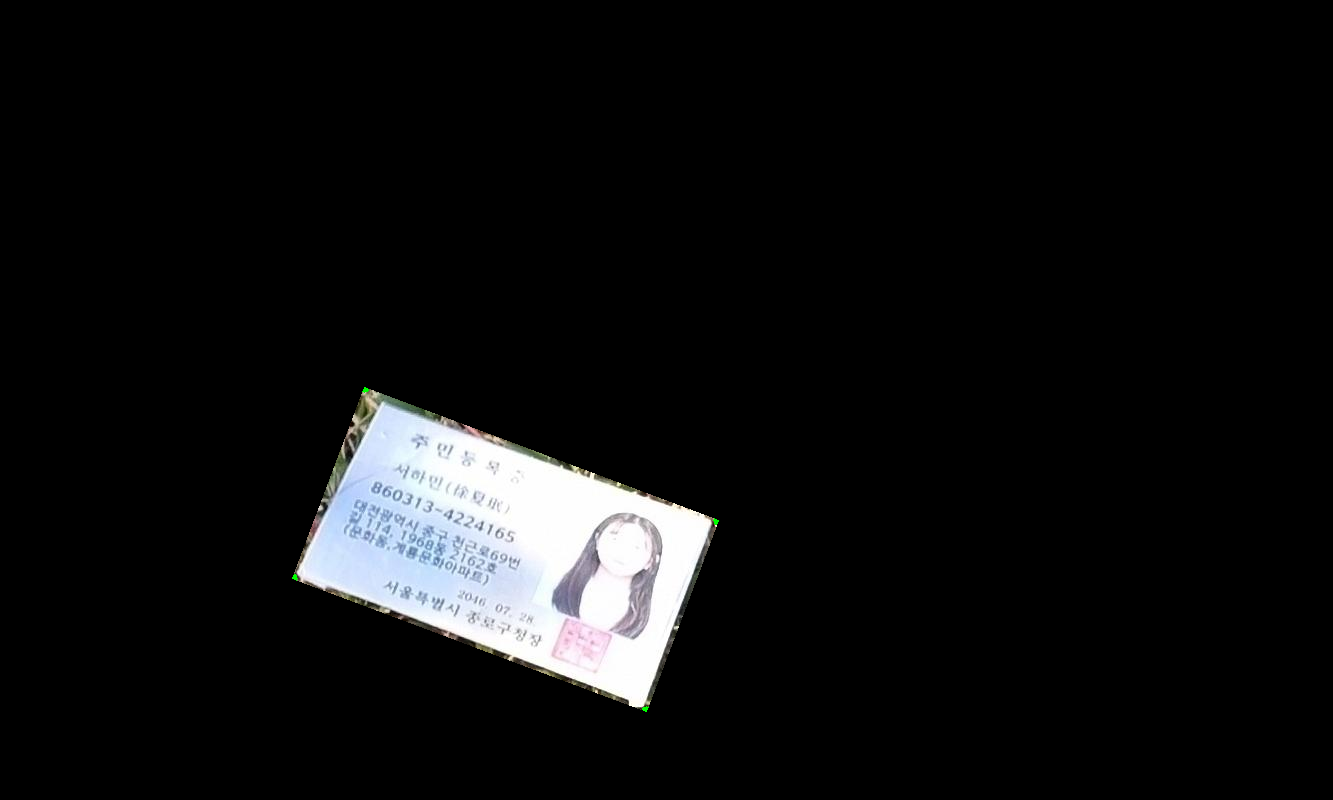 주민등록증
서하민(徐夏珉)
860313-4224165
대전광역시 중구 천근로69번
길 114, 1968동 2162호
(문화동,계룡문화아파트)
2046. 07. 28.
서울특별시 중로구청장